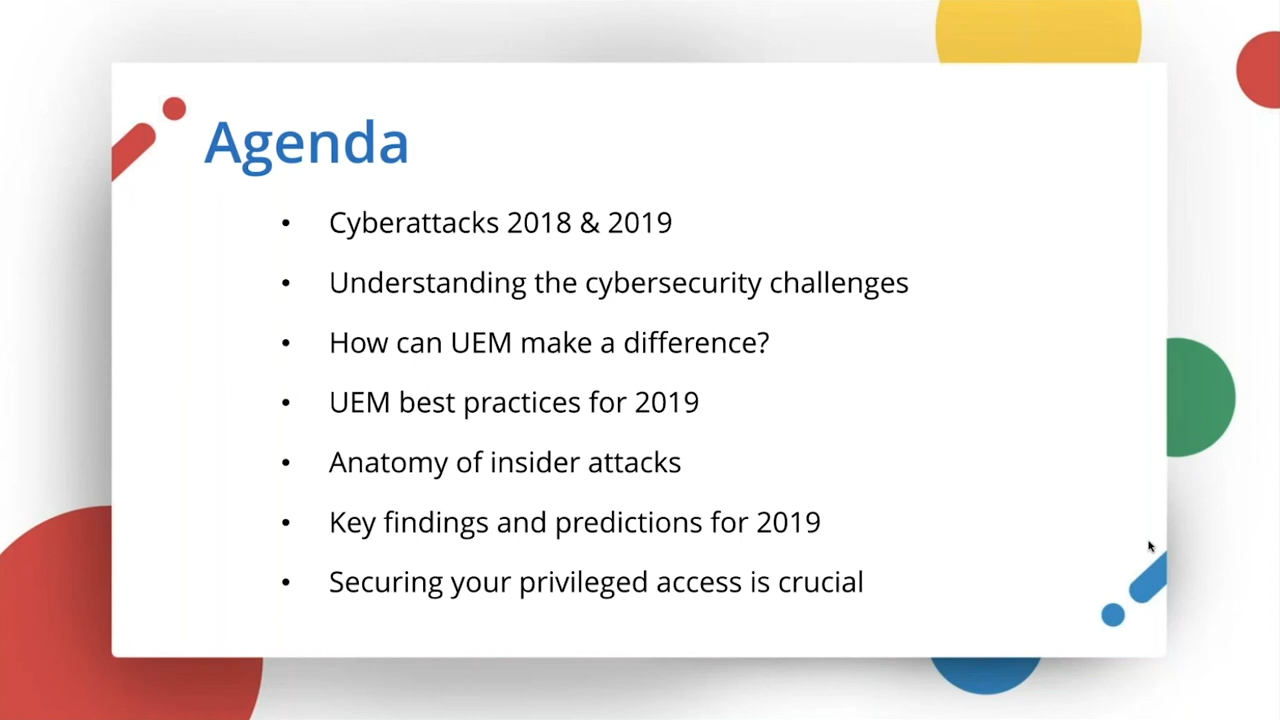 Agenda
• Cyberattacks 2018 & 2019
• Understanding the cybersecurity challenges
• How can UEM make a difference?
• UEM best practices for 2019
• Anatomy of insider attacks
• Key findings and predictions for 2019
• Securing your privileged access is crucial